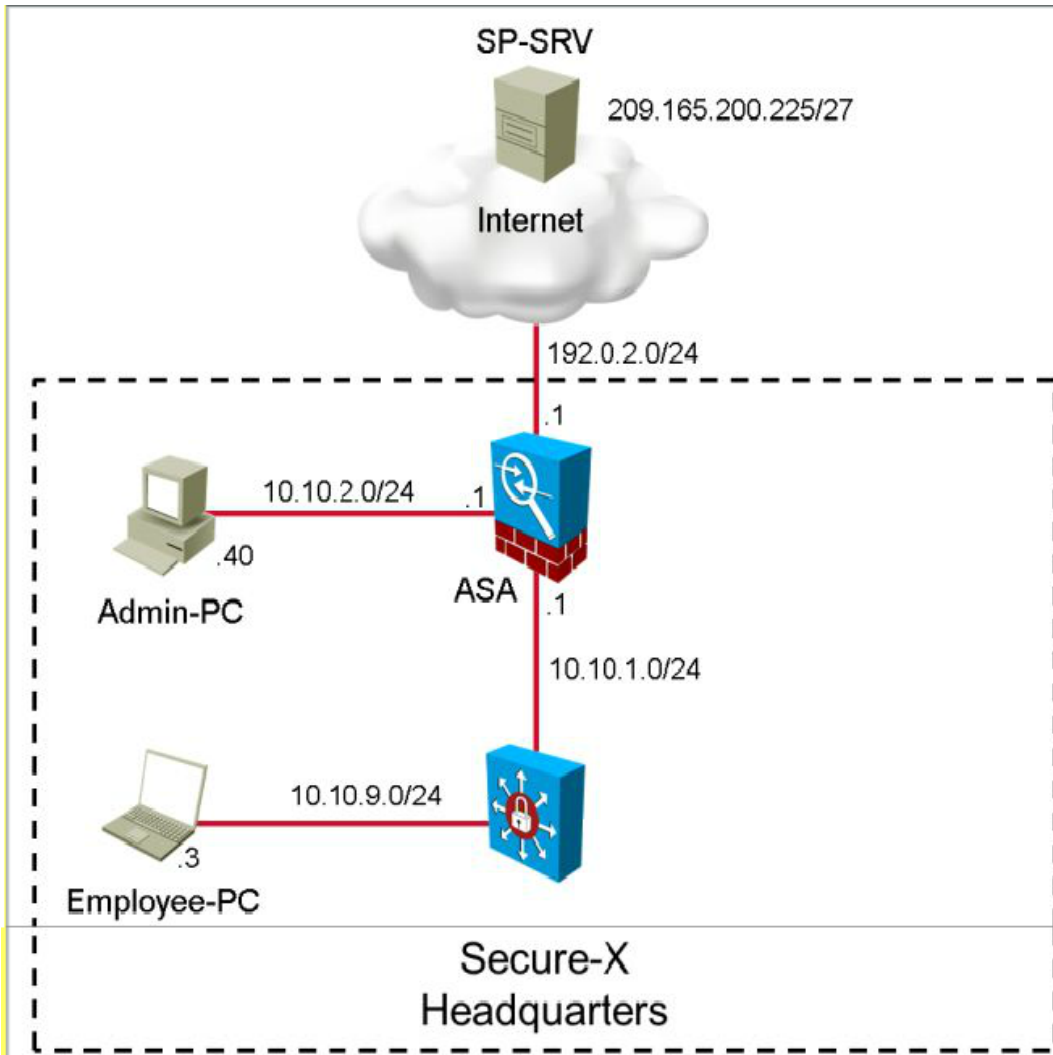 SP-SRV
209.165.200.225/27
Internet
192.0.2.0/24
.1
10.10.2.0/24
.1
.40
Admin-PC
ASA
.1
10.10.1.0/24
10.10.9.0/24
.3
Employee-PC
Secure-X
Headquarters